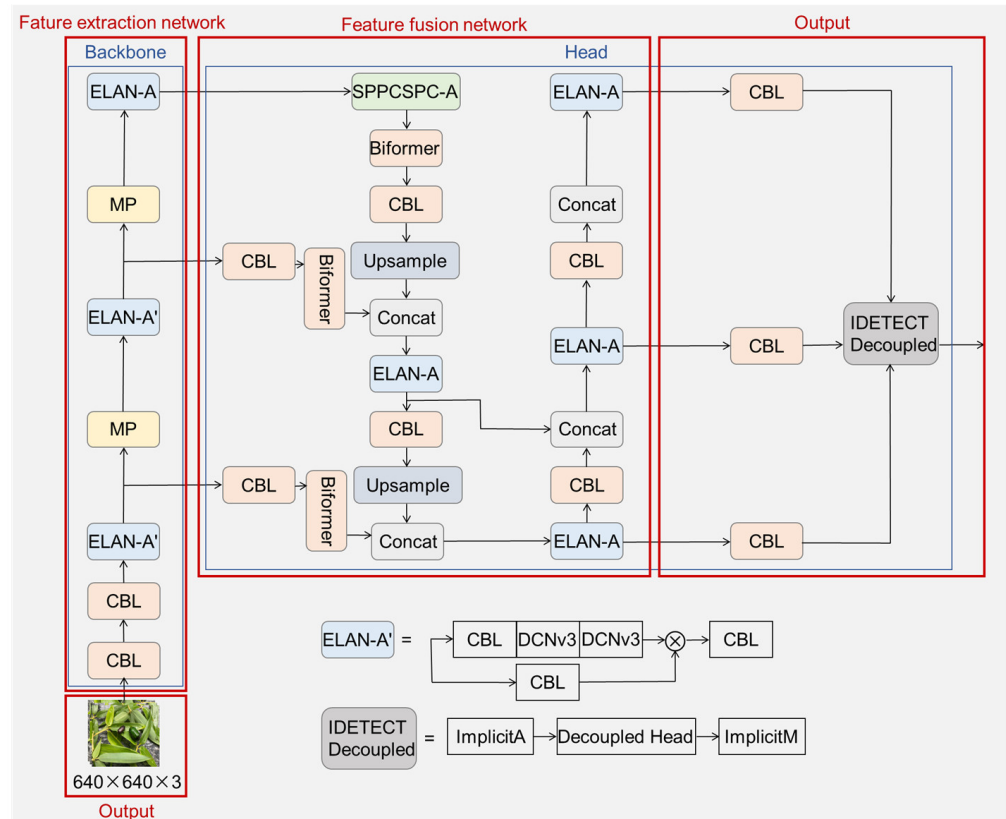 Fature extraction network
Feature fusion network
Output
Backbone
Head
ELAN-A
SPPCSPC-A
ELAN-A
CBL
Biformer
MP
CBL
Concat
CBL
Biformer
Upsample
CBL
ELAN-A'
Concat
ELAN-A
CBL
IDETECT
Decoupled
ELAN-A
MP
CBL
Concat
CBL
Biformer
Upsample
CBL
ELAN-A'
Concat
ELAN-A
CBL
CBL
CBL
640×640×3
Output
ELAN-A' =
CBL
DCNv3
DCNv3
CBL
CBL
IDETECT
Decoupled
=
ImplicitA
Decoupled Head
ImplicitM